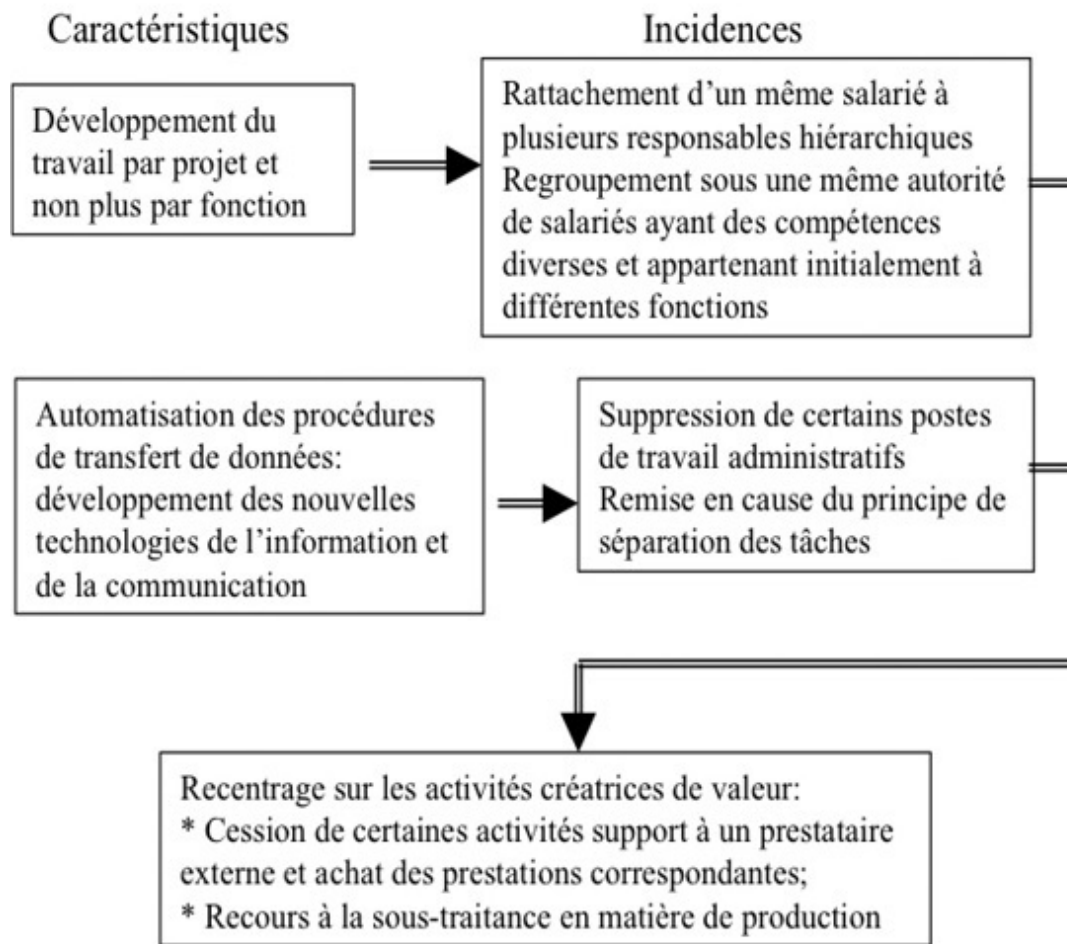 Caractéristiques
Incidences
Développement du
travail par projet et
non plus par fonction
Rattachement d’un même salarié à
plusieurs responsables hiérarchiques
Regroupement sous une même autorité
de salariés ayant des compétences
diverses et appartenant initialement à
différentes fonctions
Automatisation des procédures
de transfert de données:
développement des nouvelles
technologies de l’information et
de la communication
Suppression de certains postes
de travail administratifs
Remise en cause du principe de
séparation des tâches
Recentrage sur les activités créatrices de valeur:
* Cession de certaines activités support à un prestataire
externe et achat des prestations correspondantes;
* Recours à la sous-traitance en matière de production